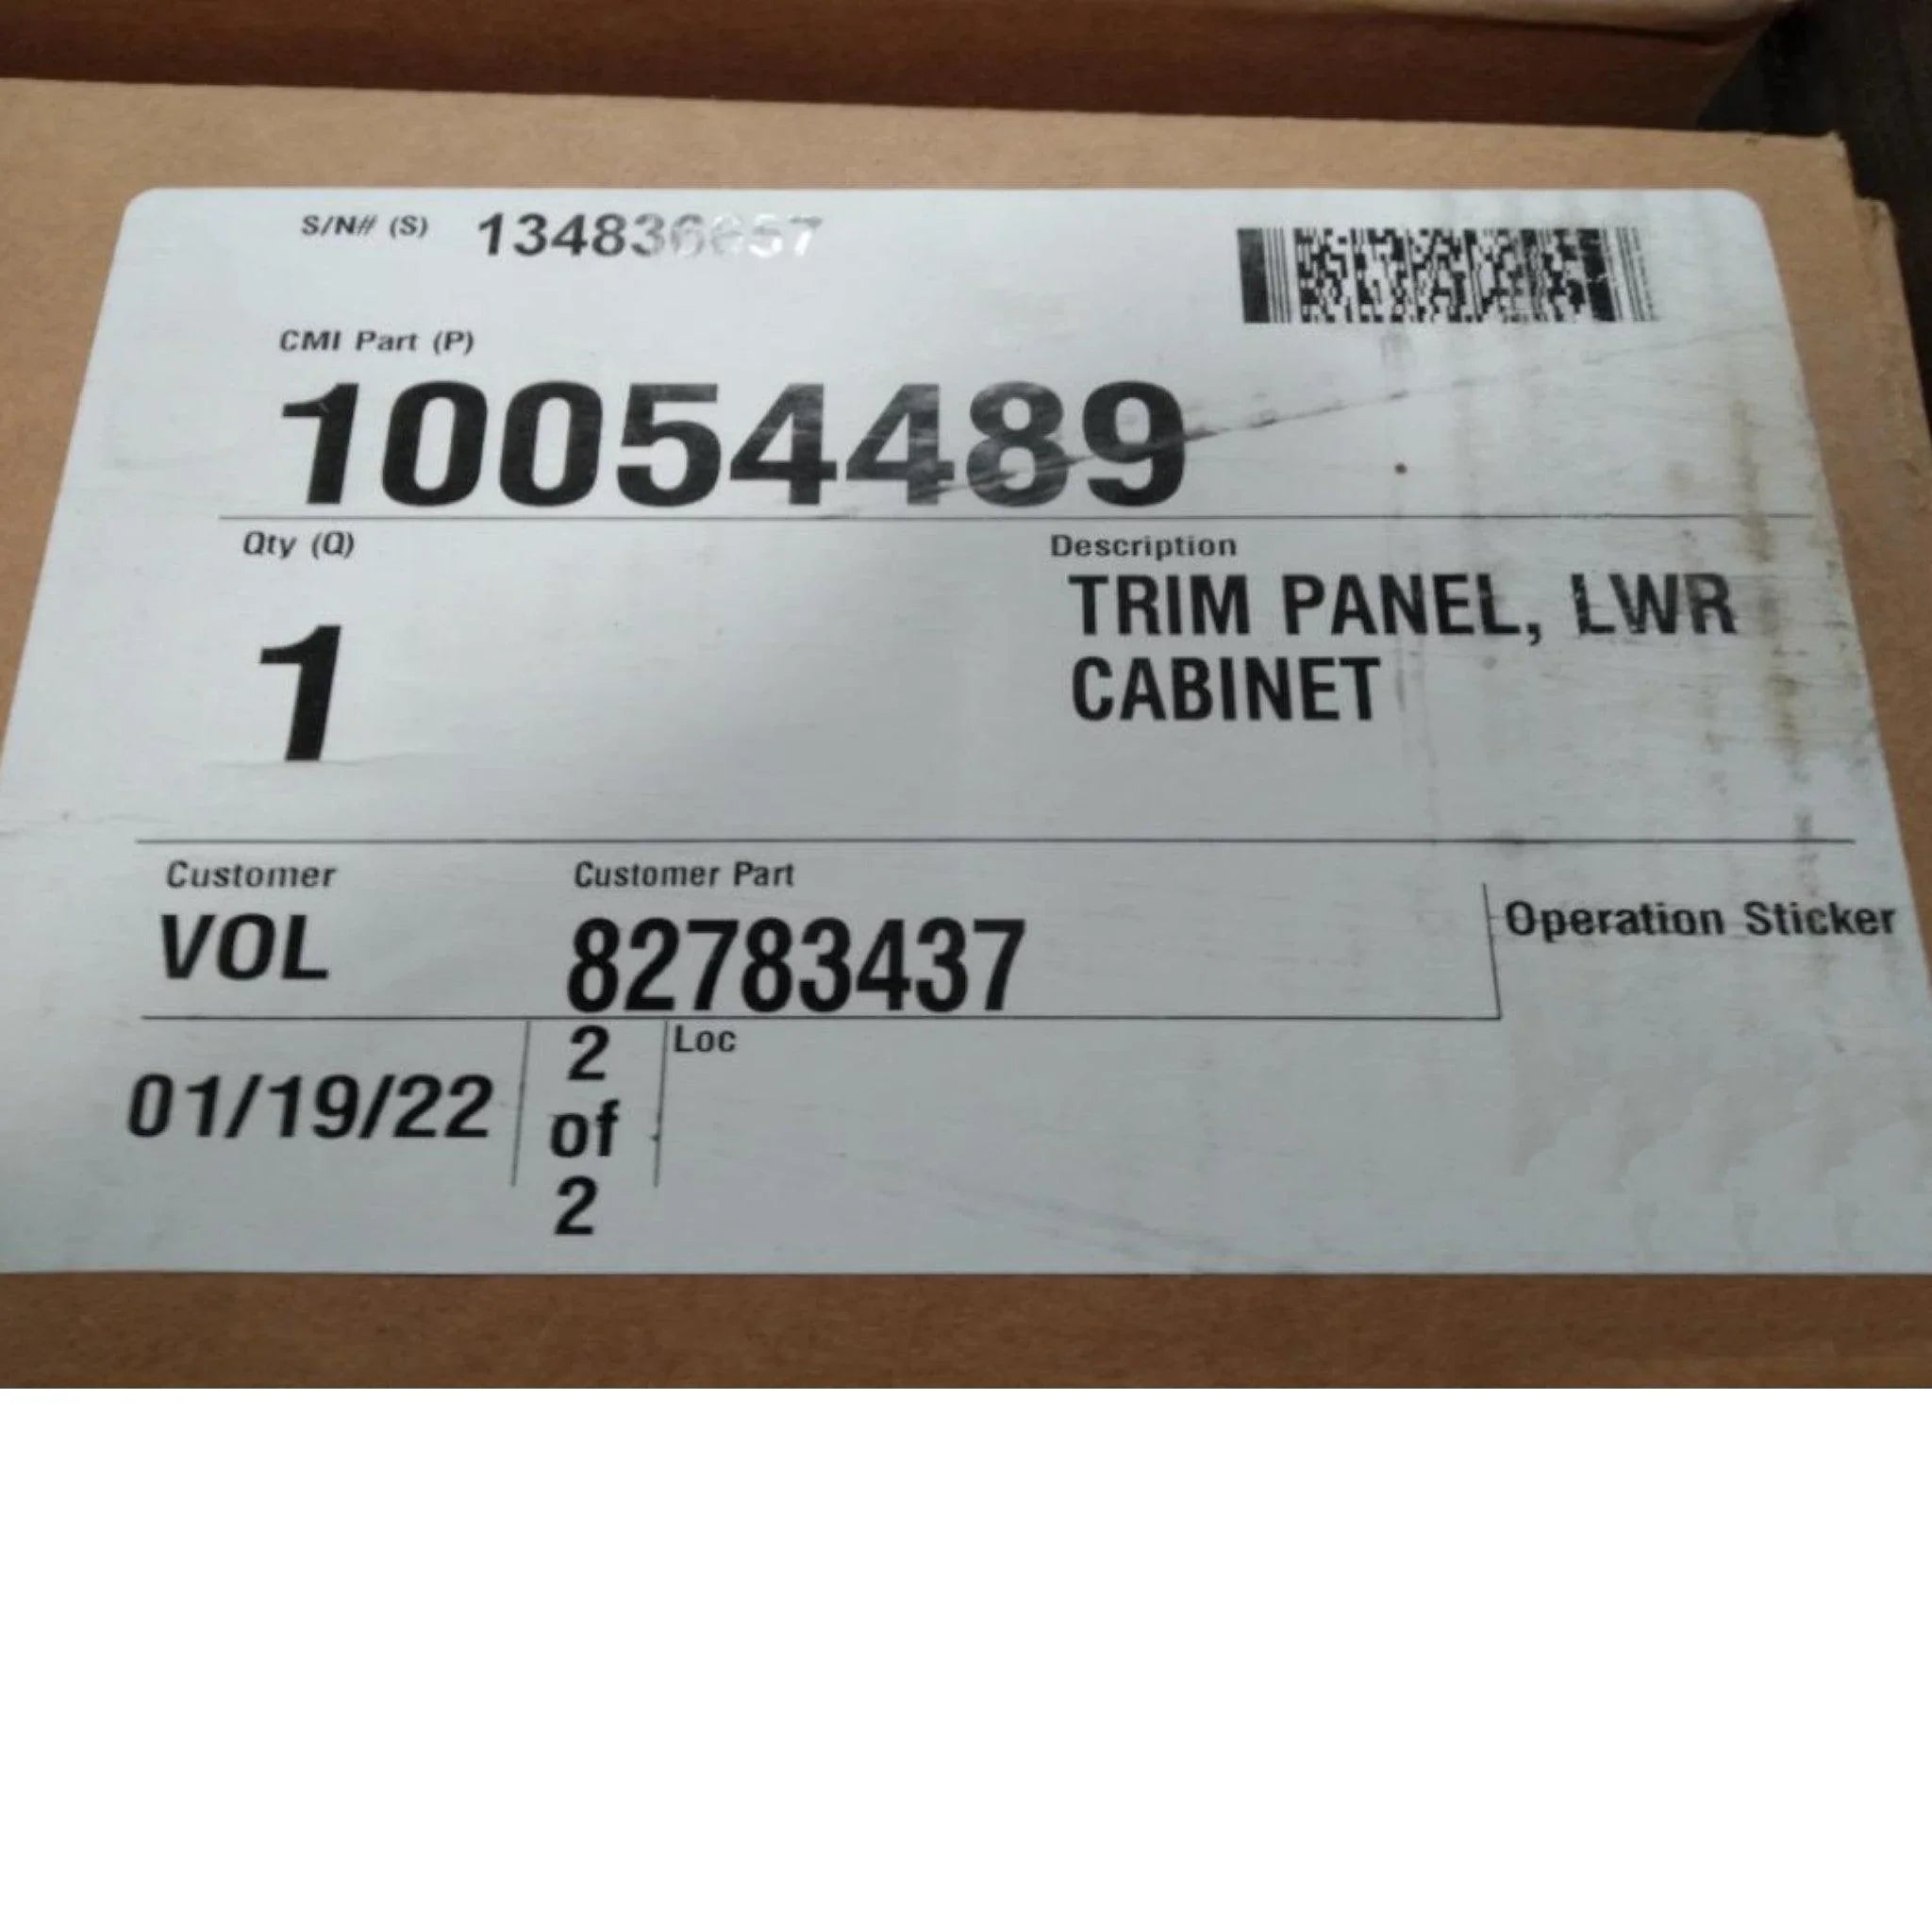 S/N# (S)
CMI Part (P)
10054489
Qty (Q) Description
1 TRIM PANEL, LWR
CABINET
Customer Customer Part
VOL 82783437
Operation Sticker
01/19/22 2 of 2 Loc